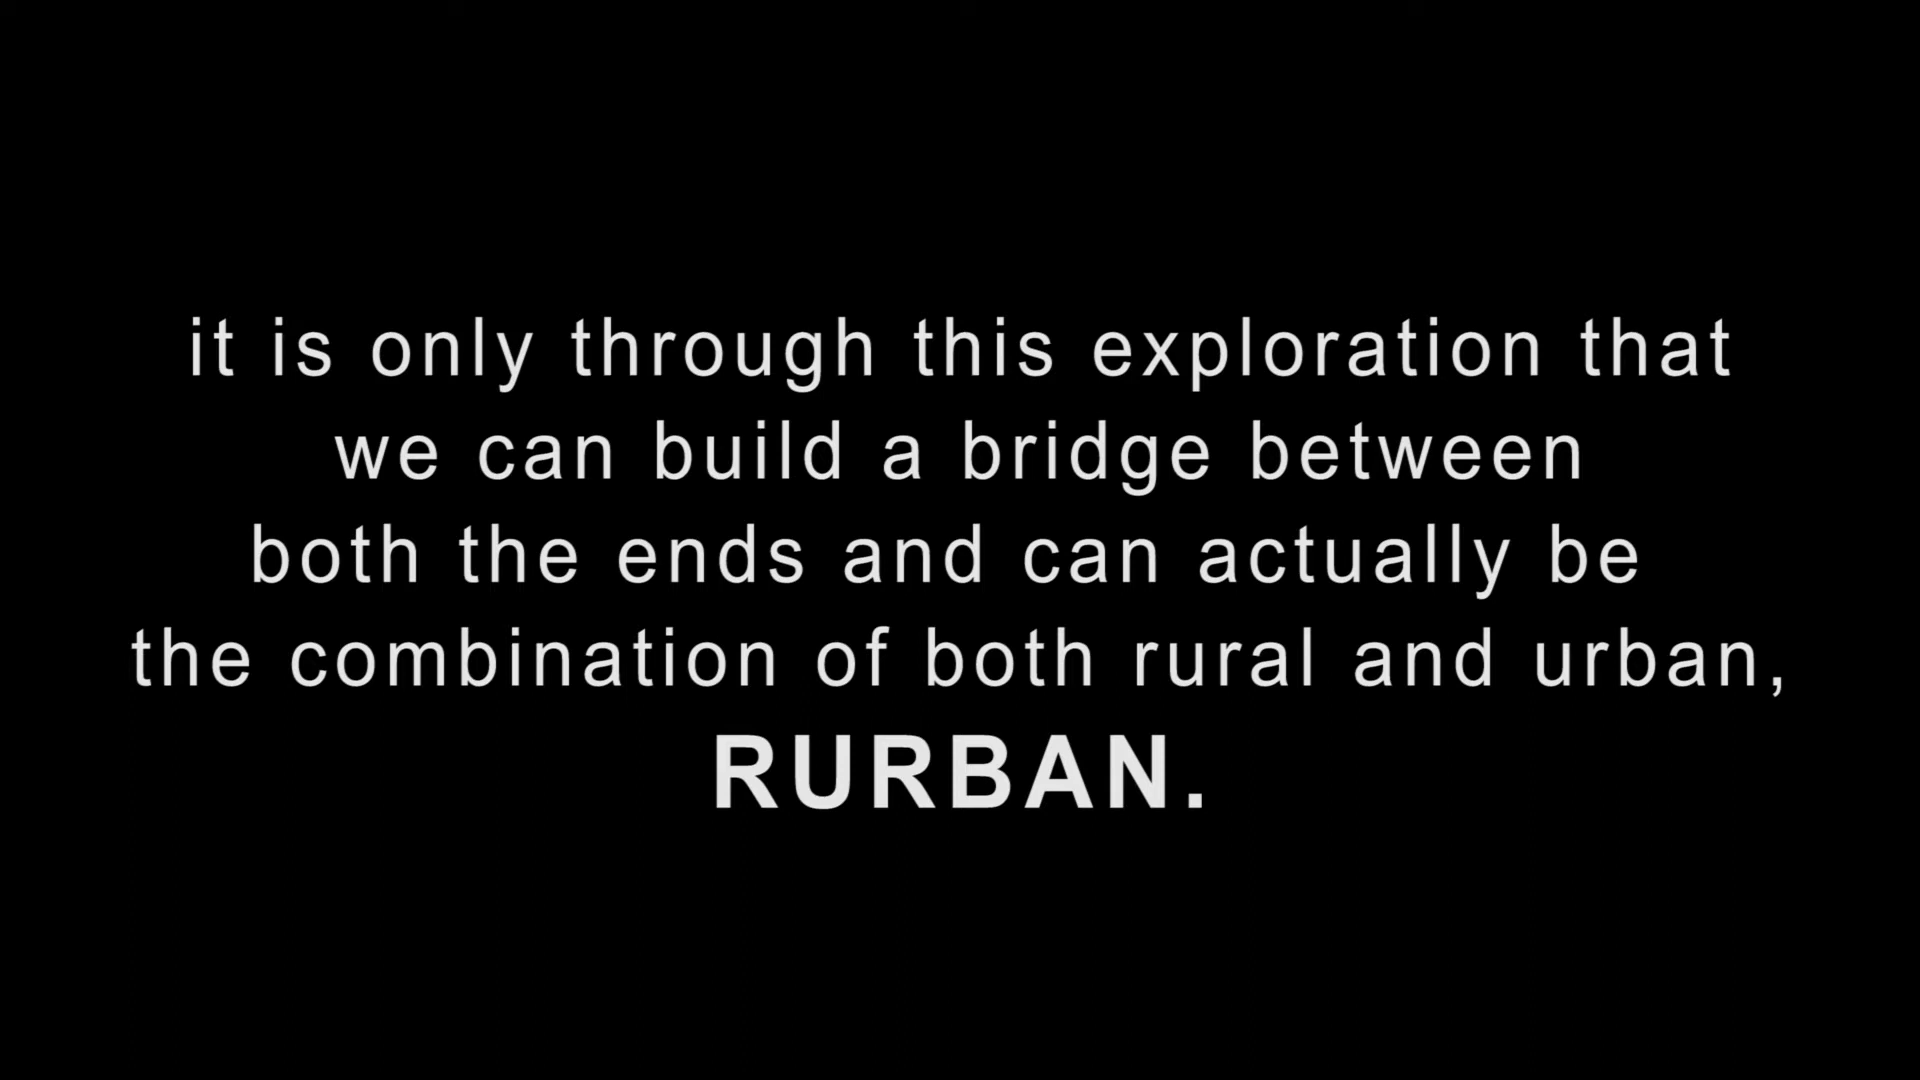 it is only through this exploration that
we can build a bridge between
both the ends and can actually be
the combination of both rural and urban,
RURBAN.